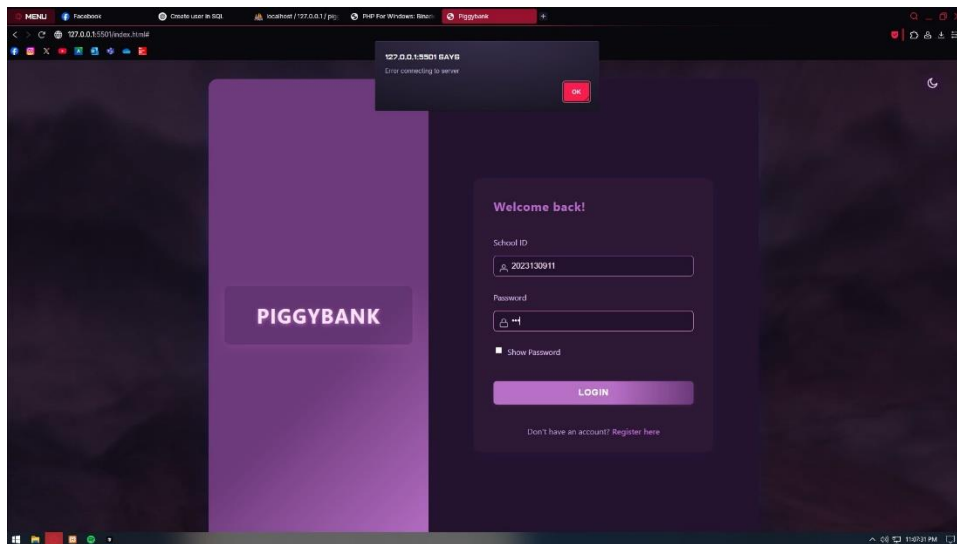 MENU
Facebook
Create user in SQL
localhost / 127.0.0.1 / pig
PHP For Windows: Binari
Piggybank
127.0.0.1:5501/index.html#
127.0.0.1:5501 SAYS
Error connecting to server
OK
Welcome back!
School ID
2023130911
Password
Show Password
LOGIN
Don't have an account? Register here
PIGGYBANK
11:07:31 PM